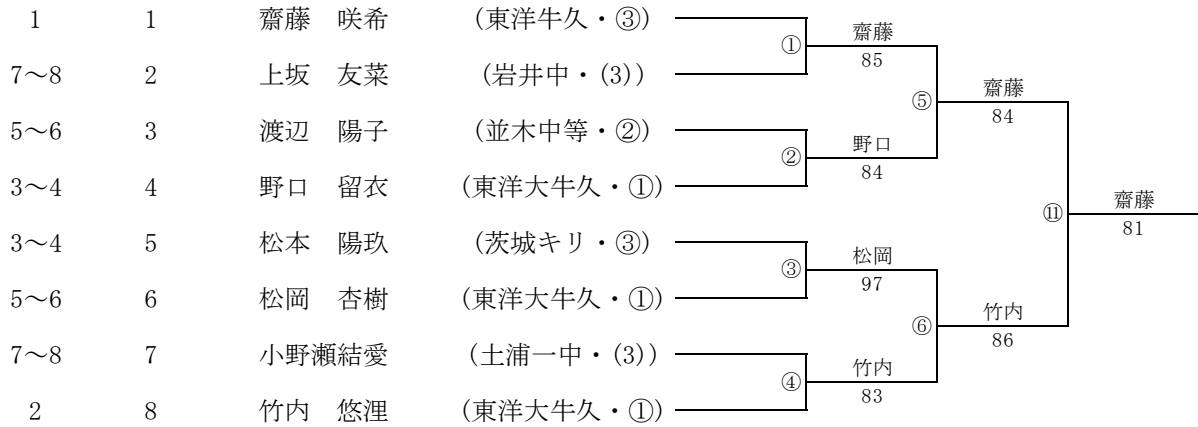 1 1 齋藤 咲希 (東洋牛久・③)
① 齋藤
85
7～8 2 上坂 友菜 (岩井中・(3))
⑤ 齋藤
84
5～6 3 渡辺 陽子 (並木中等・②)
② 野口
84
3～4 4 野口 留衣 (東洋大牛久・①)
⑪ 齋藤
81
3～4 5 松本 陽玖 (茨城キリ・③)
③ 松岡
97
5～6 6 松岡 杏樹 (東洋大牛久・①)
⑥ 竹内
86
7～8 7 小野瀬結愛 (土浦一中・(3))
④ 竹内
83
2 8 竹内 悠浬 (東洋大牛久・①)